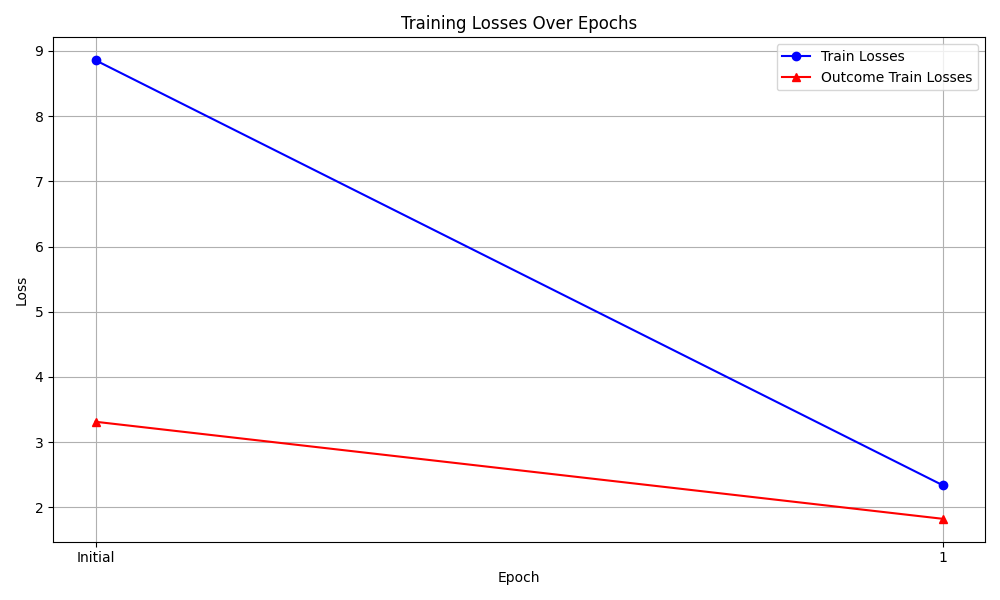 Training Losses Over Epochs
Train Losses
Outcome Train Losses
9
8
7
6
5
4
3
2
Loss
Initial
1
Epoch